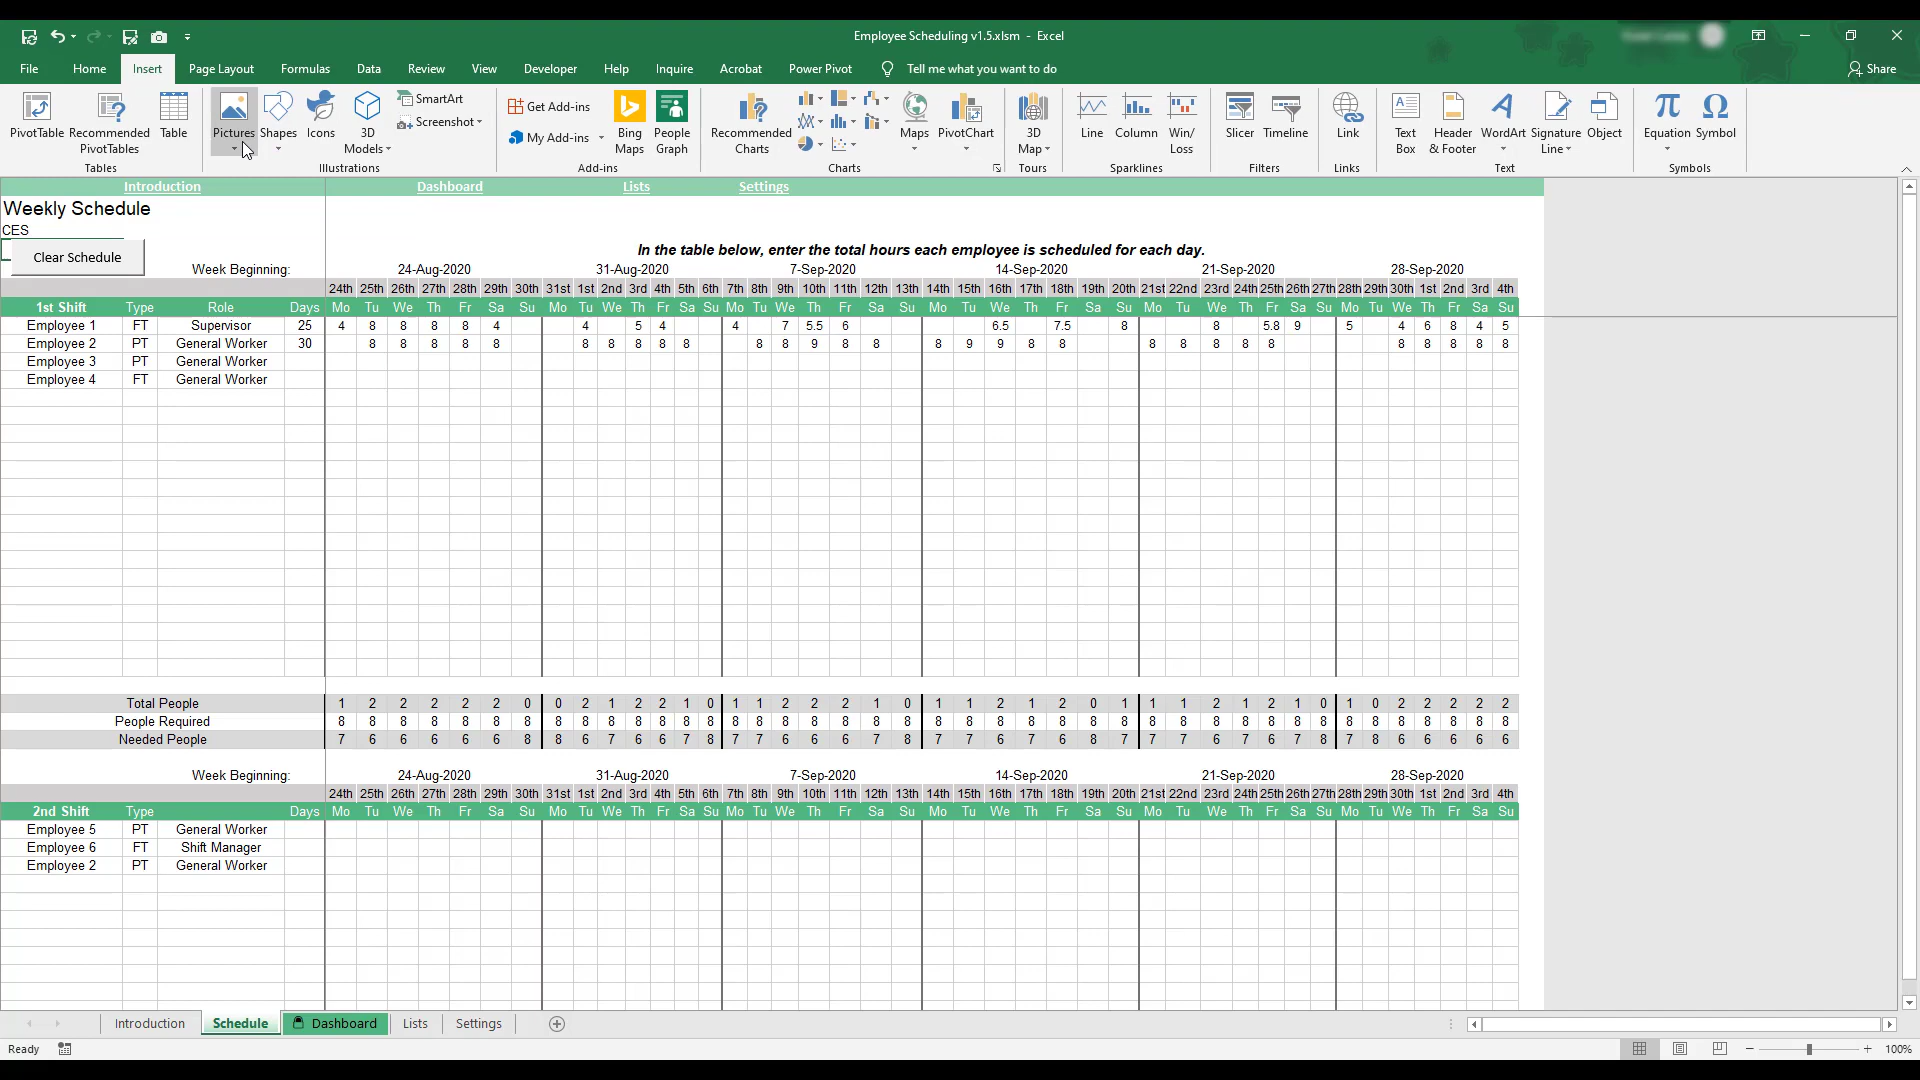 Employee Scheduling v1.5.xlsm - Excel
File Home Insert Page Layout Formulas Data Review View Developer Help Inquire Acrobat Power Pivot Tell me what you want to do Share
PivotTable Recommended PivotTables Table Pictures Shapes Icons 3D Models SmartArt Screenshot Get Add-ins My Add-ins Bing Maps People Graph Recommended Charts Maps PivotChart 3D Map Line Column Win/Loss Slicer Timeline Link Text Box Header & Footer WordArt Signature Line Object Equation Symbol
Tables Illustrations Add-ins Charts Tours Sparklines Filters Links Text Symbols
Introduction Dashboard Lists Settings
Weekly Schedule
CES
In the table below, enter the total hours each employee is scheduled for each day.
Clear Schedule
Week Beginning: 24-Aug-2020 31-Aug-2020 7-Sep-2020 14-Sep-2020 21-Sep-2020 28-Sep-2020
24th 25th 26th 27th 28th 29th 30th 31st 1st 2nd 3rd 4th 5th 6th 7th 8th 9th 10th 11th 12th 13th 14th 15th 16th 17th 18th 19th 20th 21st 22nd 23rd 24th 25th 26th 27th 28th 29th 30th 1st 2nd 3rd 4th
1st Shift Type Role Days Mo Tu We Th Fr Sa Su Mo Tu We Th Fr Sa Su Mo Tu We Th Fr Sa Su Mo Tu We Th Fr Sa Su Mo Tu We Th Fr Sa Su Mo Tu We Th Fr Sa Su
Employee 1 FT Supervisor 25 4 8 8 8 8 4 4 5 4 4 7 5.5 6 6.5 7.5 8 8 5.8 9 5 4 6 8 4 5
Employee 2 PT General Worker 30 8 8 8 8 8 8 8 8 8 8 8 8 9 8 8 8 9 9 8 8 8 8 8 8 8 8 8 8 8 8
Employee 3 PT General Worker
Employee 4 FT General Worker
Total People 1 2 2 2 2 2 0 0 2 1 2 2 1 0 1 1 2 2 2 1 0 1 1 2 1 2 0 1 1 1 2 1 2 1 0 1 0 2 2 2 2 2
People Required 8 8 8 8 8 8 8 8 8 8 8 8 8 8 8 8 8 8 8 8 8 8 8 8 8 8 8 8 8 8 8 8 8 8 8 8 8 8 8 8 8 8
Needed People 7 6 6 6 6 6 8 8 6 7 6 6 7 8 7 7 6 6 6 7 8 7 7 6 7 6 8 7 7 7 6 7 6 7 8 7 8 6 6 6 6 6
Week Beginning: 24-Aug-2020 31-Aug-2020 7-Sep-2020 14-Sep-2020 21-Sep-2020 28-Sep-2020
24th 25th 26th 27th 28th 29th 30th 31st 1st 2nd 3rd 4th 5th 6th 7th 8th 9th 10th 11th 12th 13th 14th 15th 16th 17th 18th 19th 20th 21st 22nd 23rd 24th 25th 26th 27th 28th 29th 30th 1st 2nd 3rd 4th
2nd Shift Type Days Mo Tu We Th Fr Sa Su Mo Tu We Th Fr Sa Su Mo Tu We Th Fr Sa Su Mo Tu We Th Fr Sa Su Mo Tu We Th Fr Sa Su Mo Tu We Th Fr Sa Su
Employee 5 PT General Worker
Employee 6 FT Shift Manager
Employee 2 PT General Worker
Introduction Schedule Dashboard Lists Settings
Ready 100%